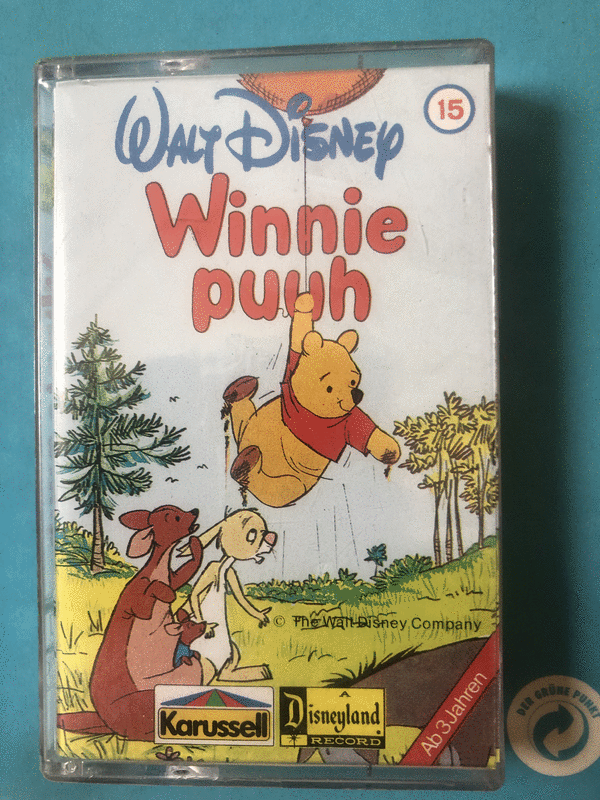 WALT DISNEY
15
Winnie
puuh
© The Walt Disney Company
Karussell
A
Disneyland
RECORD
Ab 3 Jahren
DER GRÜNE PUNKT